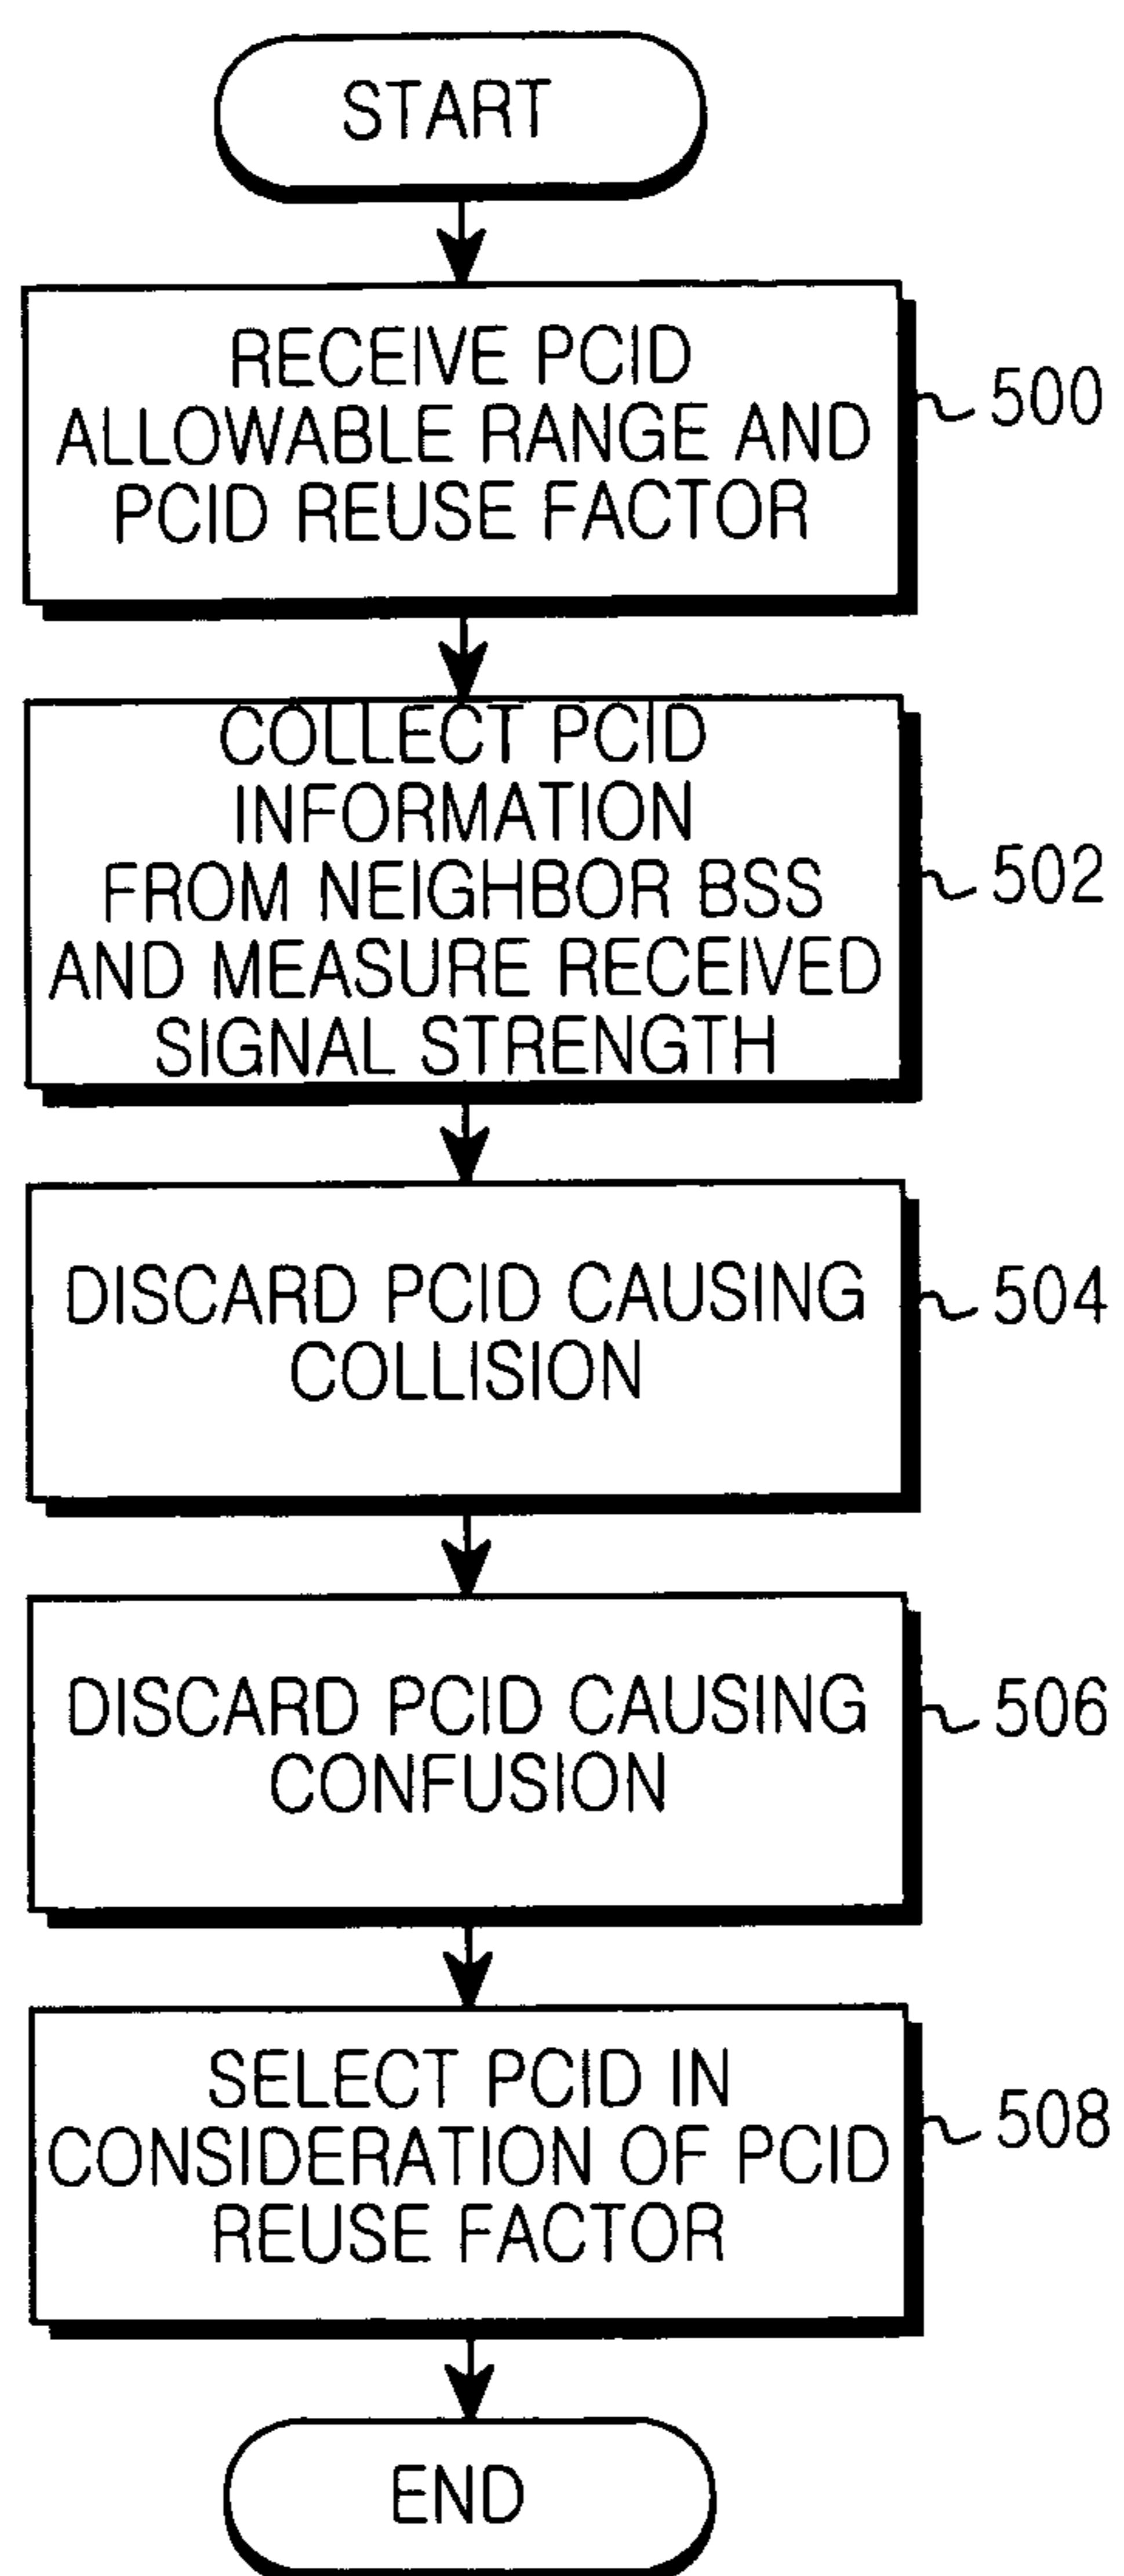 START
RECEIVE PCID
ALLOWABLE RANGE AND
PCID REUSE FACTOR
500
COLLECT PCID
INFORMATION
FROM NEIGHBOR BSS
AND MEASURE RECEIVED
SIGNAL STRENGTH
502
DISCARD PCID CAUSING
COLLISION
504
DISCARD PCID CAUSING
CONFUSION
506
SELECT PCID IN
CONSIDERATION OF PCID
REUSE FACTOR
508
END